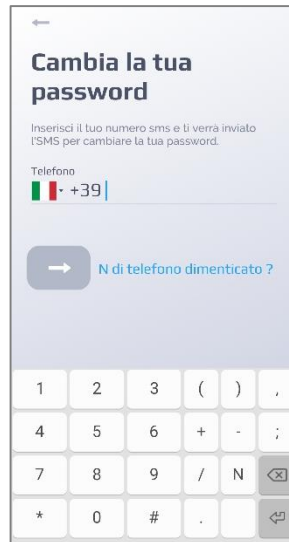 Cambia la tua
password
Inserisci il tuo numero sms e ti verrà inviato
l'SMS per cambiare la tua password.
Telefono
+39
N di telefono dimenticato ?
1 2 3 ( ) ,
4 5 6 + - ;
7 8 9 / N
* 0 # .